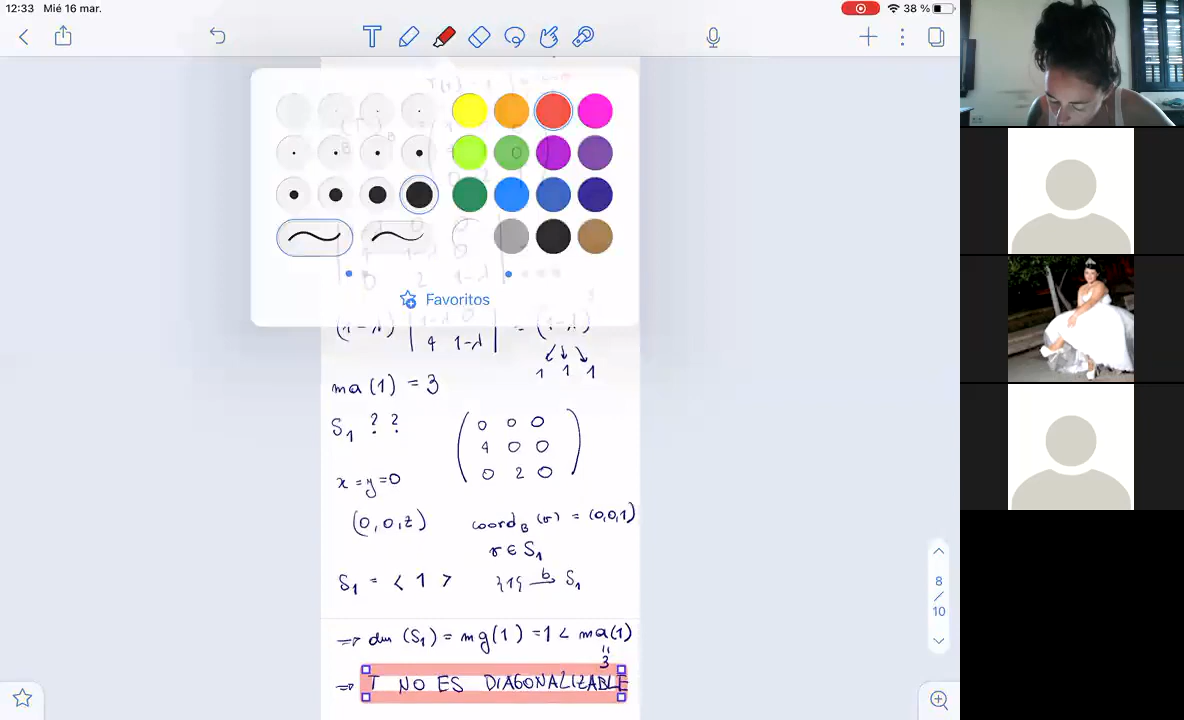 12:33 Mié 16 mar.
38 %
T
Favoritos
(1-λ) | 1-λ 0 | = (1-λ)³
4 1-λ
1 1 1
ma (1) = 3
S₁ ? ?
0 0 0
4 0 0
0 2 0
x = y = 0
(0, 0, z) coord_B (v) = (0,0,1)
v ∈ S₁
S₁ = < 1 > {1} b→ S₁
⇒ dim (S₁) = mg(1) = 1 < ma(1)
"
3
⇒ T NO ES DIAGONALIZABLE
8
/
10